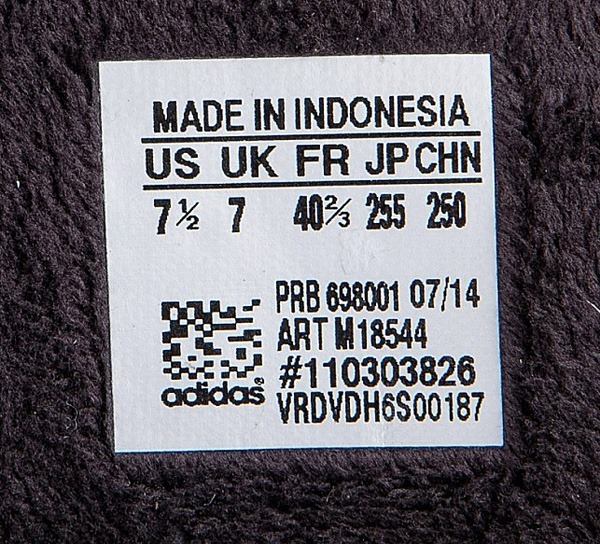 MADE IN INDONESIA
US UK FR JP CHN
7½ 7 40⅔ 255 250
PRB 698001 07/14
ART M18544
#110303826
adidas®
VRDVDH6S00187